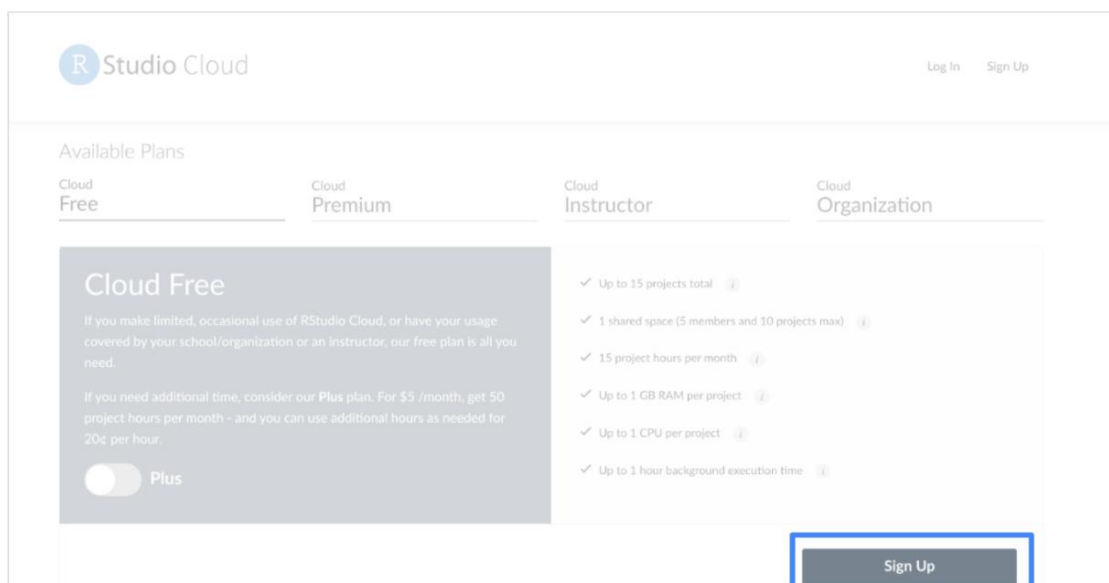 R Studio Cloud
Log In Sign Up
Available Plans
Cloud
Free
Cloud
Premium
Cloud
Instructor
Cloud
Organization
Cloud Free
If you make limited, occasional use of RStudio Cloud, or have your usage
covered by your school/organization or an instructor, our free plan is all you
need.
If you need additional time, consider our Plus plan. For $5 /month, get 50
project hours per month - and you can use additional hours as needed for
20¢ per hour.
Plus
✓ Up to 15 projects total i
✓ 1 shared space (5 members and 10 projects max) i
✓ 15 project hours per month i
✓ Up to 1 GB RAM per project i
✓ Up to 1 CPU per project i
✓ Up to 1 hour background execution time i
Sign Up